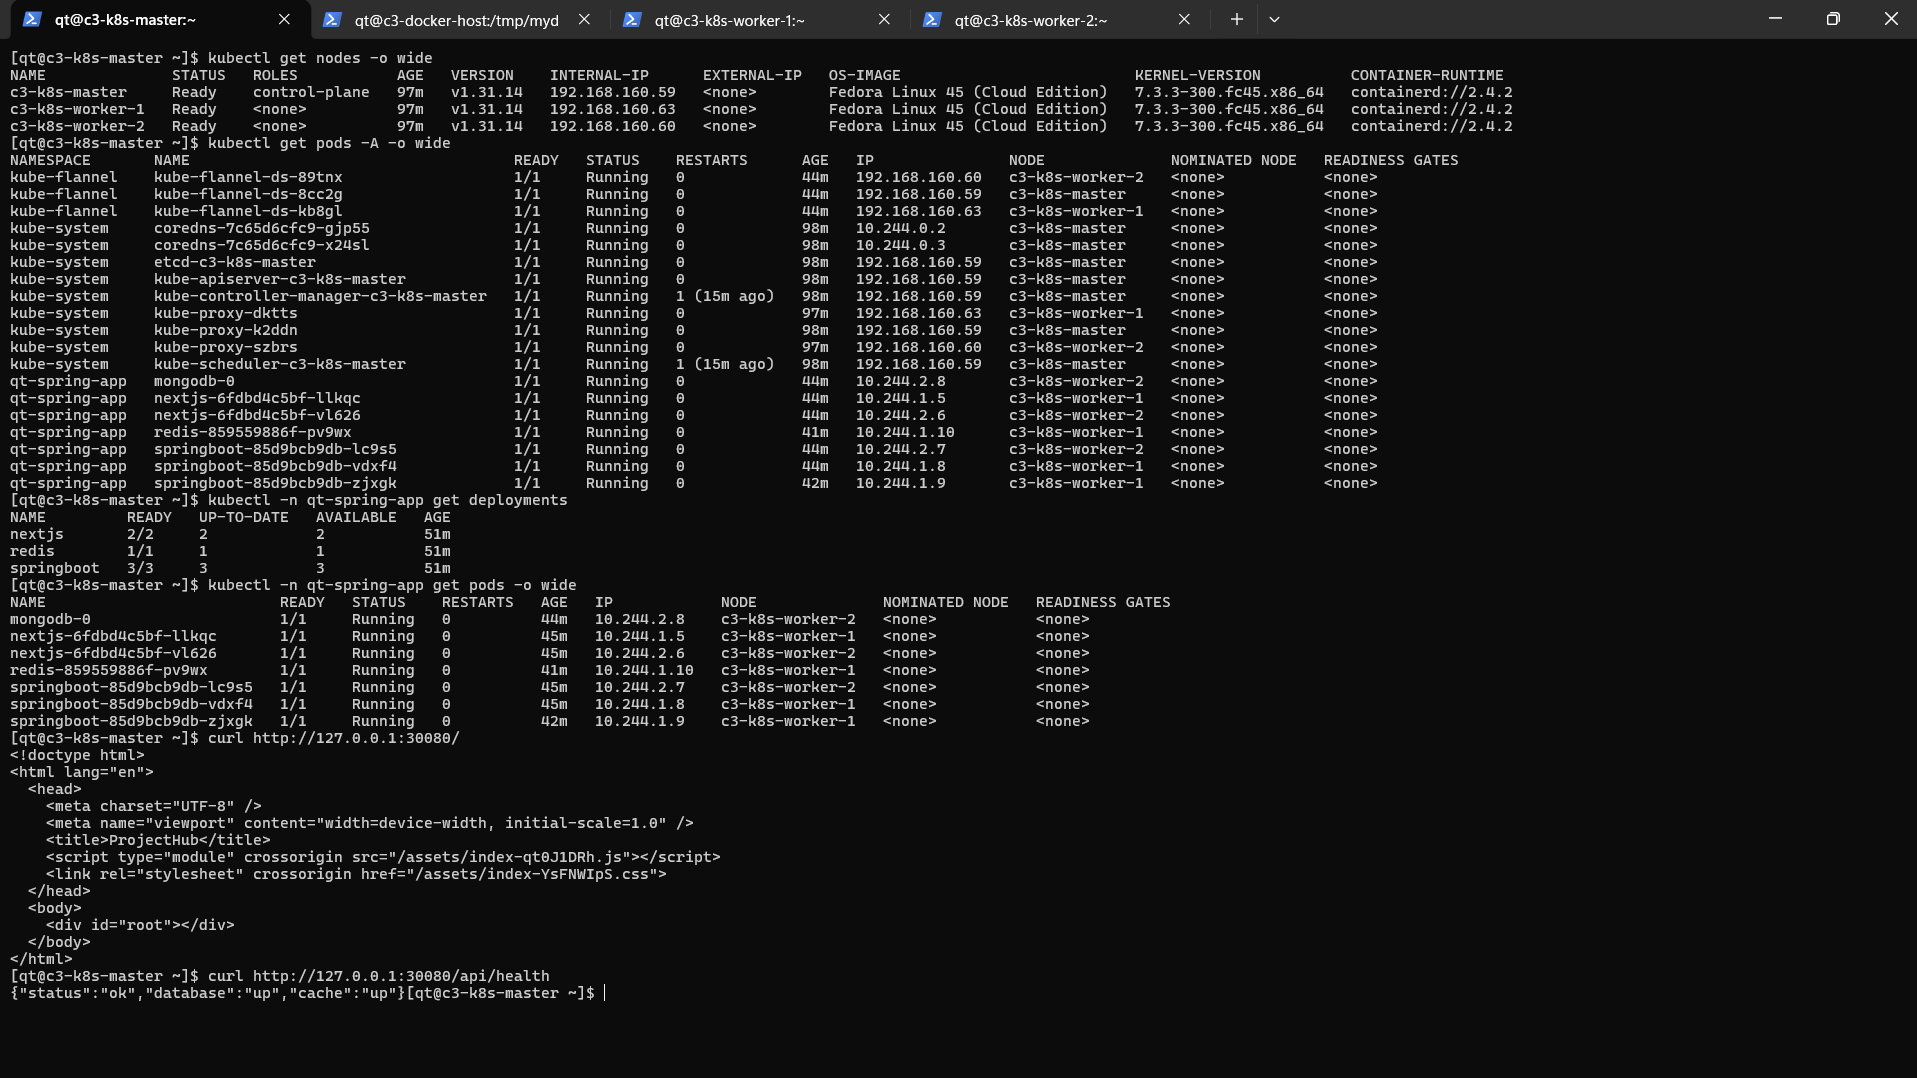 qt@c3-k8s-master:~
qt@c3-docker-host:/tmp/myd
qt@c3-k8s-worker-1:~
qt@c3-k8s-worker-2:~
[qt@c3-k8s-master ~]$ kubectl get nodes -o wide
NAME              STATUS   ROLES           AGE   VERSION    INTERNAL-IP      EXTERNAL-IP   OS-IMAGE                          KERNEL-VERSION          CONTAINER-RUNTIME
c3-k8s-master     Ready    control-plane   97m   v1.31.14   192.168.160.59   <none>        Fedora Linux 45 (Cloud Edition)   7.3.3-300.fc45.x86_64   containerd://2.4.2
c3-k8s-worker-1   Ready    <none>          97m   v1.31.14   192.168.160.63   <none>        Fedora Linux 45 (Cloud Edition)   7.3.3-300.fc45.x86_64   containerd://2.4.2
c3-k8s-worker-2   Ready    <none>          97m   v1.31.14   192.168.160.60   <none>        Fedora Linux 45 (Cloud Edition)   7.3.3-300.fc45.x86_64   containerd://2.4.2
[qt@c3-k8s-master ~]$ kubectl get pods -A -o wide
NAMESPACE       NAME                                    READY   STATUS    RESTARTS      AGE   IP               NODE              NOMINATED NODE   READINESS GATES
kube-flannel    kube-flannel-ds-89tnx                   1/1     Running   0             44m   192.168.160.60   c3-k8s-worker-2   <none>           <none>
kube-flannel    kube-flannel-ds-8cc2g                   1/1     Running   0             44m   192.168.160.59   c3-k8s-master     <none>           <none>
kube-flannel    kube-flannel-ds-kb8gl                   1/1     Running   0             44m   192.168.160.63   c3-k8s-worker-1   <none>           <none>
kube-system     coredns-7c65d6cfc9-gjp55                1/1     Running   0             98m   10.244.0.2       c3-k8s-master     <none>           <none>
kube-system     coredns-7c65d6cfc9-x24sl                1/1     Running   0             98m   10.244.0.3       c3-k8s-master     <none>           <none>
kube-system     etcd-c3-k8s-master                      1/1     Running   0             98m   192.168.160.59   c3-k8s-master     <none>           <none>
kube-system     kube-apiserver-c3-k8s-master            1/1     Running   0             98m   192.168.160.59   c3-k8s-master     <none>           <none>
kube-system     kube-controller-manager-c3-k8s-master   1/1     Running   1 (15m ago)   98m   192.168.160.59   c3-k8s-master     <none>           <none>
kube-system     kube-proxy-dktts                        1/1     Running   0             97m   192.168.160.63   c3-k8s-worker-1   <none>           <none>
kube-system     kube-proxy-k2ddn                        1/1     Running   0             98m   192.168.160.59   c3-k8s-master     <none>           <none>
kube-system     kube-proxy-szbrs                        1/1     Running   0             97m   192.168.160.60   c3-k8s-worker-2   <none>           <none>
kube-system     kube-scheduler-c3-k8s-master            1/1     Running   1 (15m ago)   98m   192.168.160.59   c3-k8s-master     <none>           <none>
qt-spring-app   mongodb-0                               1/1     Running   0             44m   10.244.2.8       c3-k8s-worker-2   <none>           <none>
qt-spring-app   nextjs-6fdbd4c5bf-llkqc                 1/1     Running   0             44m   10.244.1.5       c3-k8s-worker-1   <none>           <none>
qt-spring-app   nextjs-6fdbd4c5bf-vl626                 1/1     Running   0             44m   10.244.2.6       c3-k8s-worker-2   <none>           <none>
qt-spring-app   redis-859559886f-pv9wx                  1/1     Running   0             41m   10.244.1.10      c3-k8s-worker-1   <none>           <none>
qt-spring-app   springboot-85d9bcb9db-lc9s5             1/1     Running   0             44m   10.244.2.7       c3-k8s-worker-2   <none>           <none>
qt-spring-app   springboot-85d9bcb9db-vdxf4             1/1     Running   0             44m   10.244.1.8       c3-k8s-worker-1   <none>           <none>
qt-spring-app   springboot-85d9bcb9db-zjxgk             1/1     Running   0             42m   10.244.1.9       c3-k8s-worker-1   <none>           <none>
[qt@c3-k8s-master ~]$ kubectl -n qt-spring-app get deployments
NAME         READY   UP-TO-DATE   AVAILABLE   AGE
nextjs       2/2     2            2           51m
redis        1/1     1            1           51m
springboot   3/3     3            3           51m
[qt@c3-k8s-master ~]$ kubectl -n qt-spring-app get pods -o wide
NAME                          READY   STATUS    RESTARTS   AGE   IP            NODE              NOMINATED NODE   READINESS GATES
mongodb-0                     1/1     Running   0          44m   10.244.2.8    c3-k8s-worker-2   <none>           <none>
nextjs-6fdbd4c5bf-llkqc       1/1     Running   0          45m   10.244.1.5    c3-k8s-worker-1   <none>           <none>
nextjs-6fdbd4c5bf-vl626       1/1     Running   0          45m   10.244.2.6    c3-k8s-worker-2   <none>           <none>
redis-859559886f-pv9wx        1/1     Running   0          41m   10.244.1.10   c3-k8s-worker-1   <none>           <none>
springboot-85d9bcb9db-lc9s5   1/1     Running   0          45m   10.244.2.7    c3-k8s-worker-2   <none>           <none>
springboot-85d9bcb9db-vdxf4   1/1     Running   0          45m   10.244.1.8    c3-k8s-worker-1   <none>           <none>
springboot-85d9bcb9db-zjxgk   1/1     Running   0          42m   10.244.1.9    c3-k8s-worker-1   <none>           <none>
[qt@c3-k8s-master ~]$ curl http://127.0.0.1:30080/
<!doctype html>
<html lang="en">
  <head>
    <meta charset="UTF-8" />
    <meta name="viewport" content="width=device-width, initial-scale=1.0" />
    <title>ProjectHub</title>
    <script type="module" crossorigin src="/assets/index-qt0J1DRh.js"></script>
    <link rel="stylesheet" crossorigin href="/assets/index-YsFNWIpS.css">
  </head>
  <body>
    <div id="root"></div>
  </body>
</html>
[qt@c3-k8s-master ~]$ curl http://127.0.0.1:30080/api/health
{"status":"ok","database":"up","cache":"up"}[qt@c3-k8s-master ~]$